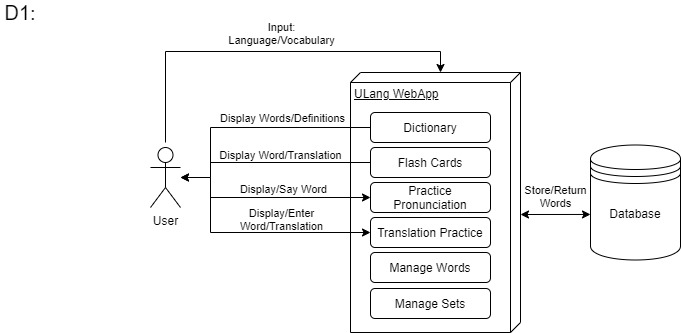 D1:
Input:
Language/Vocabulary
ULang WebApp
Display Words/Definitions
Dictionary
Display Word/Translation
Flash Cards
Display/Say Word
Practice
Pronunciation
Display/Enter
Word/Translation
Translation Practice
Manage Words
Manage Sets
User
Store/Return
Words
Database